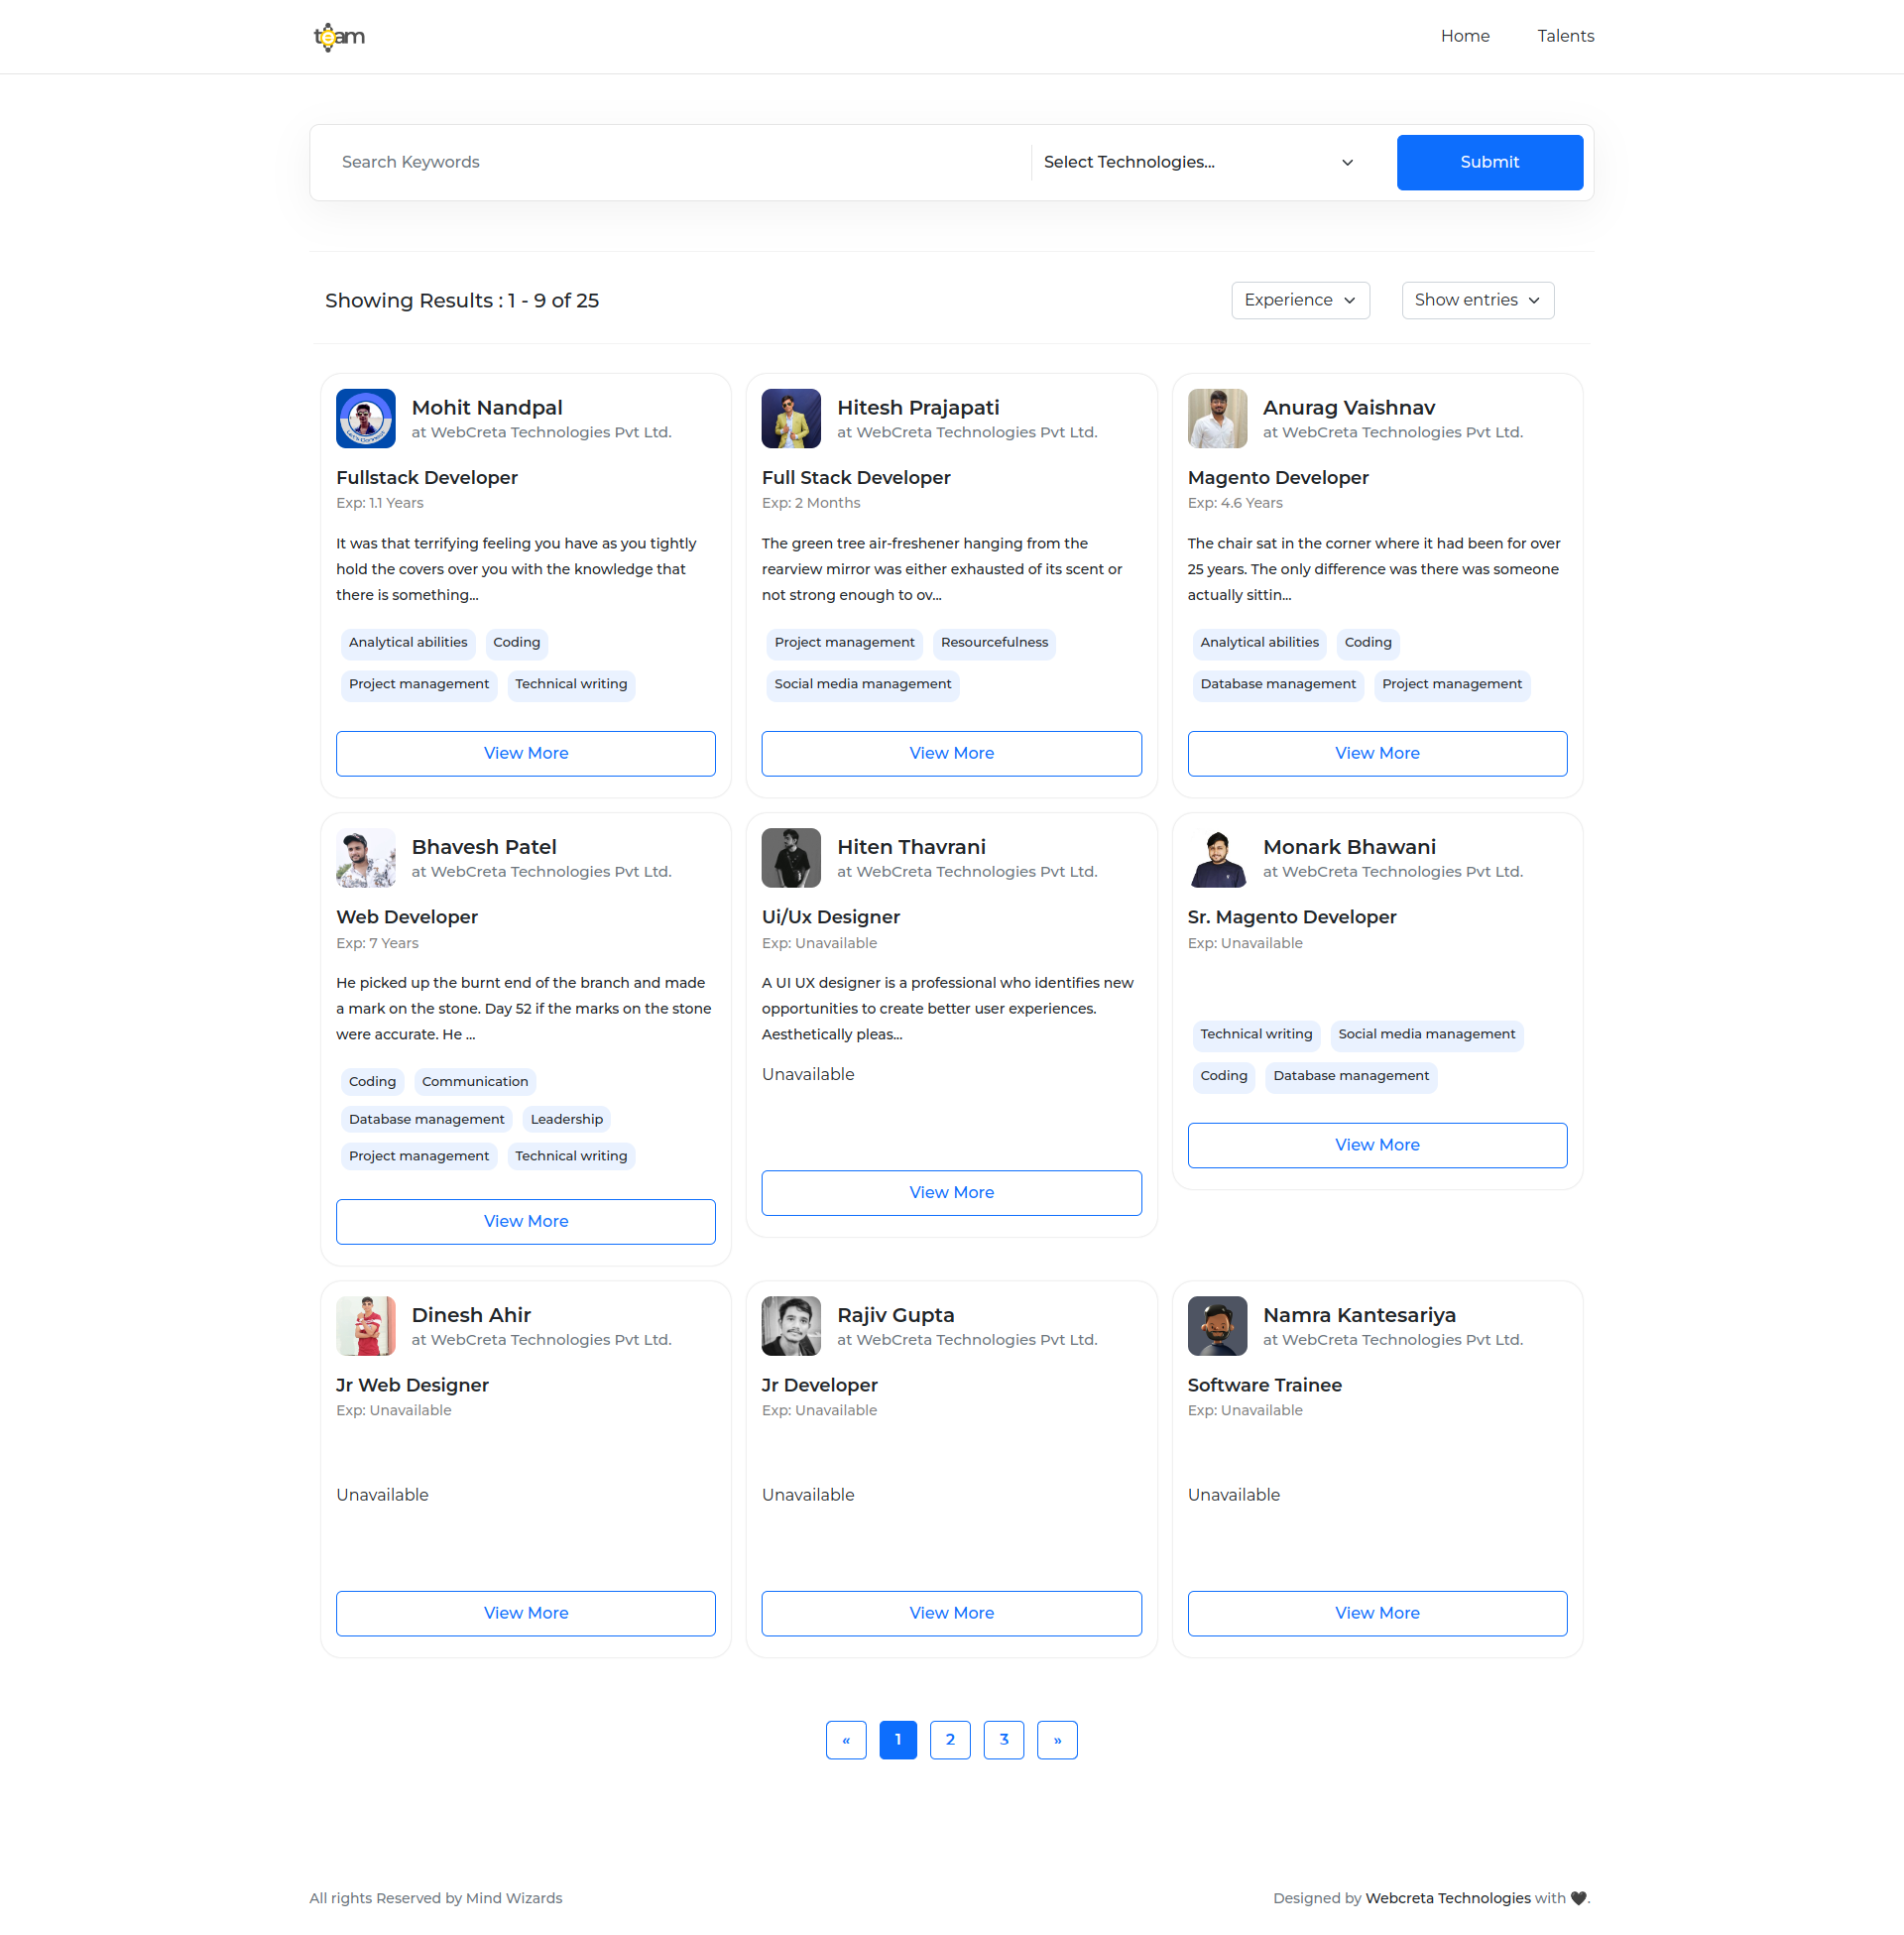 team
Home
Talents
Search Keywords
Select Technologies...
Submit
Showing Results : 1 - 9 of 25
Experience
Show entries
Mohit Nandpal
at WebCreta Technologies Pvt Ltd.
Fullstack Developer
Exp: 1.1 Years
It was that terrifying feeling you have as you tightly
hold the covers over you with the knowledge that
there is something...
Analytical abilities
Coding
Project management
Technical writing
View More
Hitesh Prajapati
at WebCreta Technologies Pvt Ltd.
Full Stack Developer
Exp: 2 Months
The green tree air-freshener hanging from the
rearview mirror was either exhausted of its scent or
not strong enough to ov...
Project management
Resourcefulness
Social media management
View More
Anurag Vaishnav
at WebCreta Technologies Pvt Ltd.
Magento Developer
Exp: 4.6 Years
The chair sat in the corner where it had been for over
25 years. The only difference was there was someone
actually sittin...
Analytical abilities
Coding
Database management
Project management
View More
Bhavesh Patel
at WebCreta Technologies Pvt Ltd.
Web Developer
Exp: 7 Years
He picked up the burnt end of the branch and made
a mark on the stone. Day 52 if the marks on the stone
were accurate. He ...
Coding
Communication
Database management
Leadership
Project management
Technical writing
View More
Hiten Thavrani
at WebCreta Technologies Pvt Ltd.
Ui/Ux Designer
Exp: Unavailable
A UI UX designer is a professional who identifies new
opportunities to create better user experiences.
Aesthetically pleas...
Unavailable
View More
Monark Bhawani
at WebCreta Technologies Pvt Ltd.
Sr. Magento Developer
Exp: Unavailable
Technical writing
Social media management
Coding
Database management
View More
Dinesh Ahir
at WebCreta Technologies Pvt Ltd.
Jr Web Designer
Exp: Unavailable
Unavailable
View More
Rajiv Gupta
at WebCreta Technologies Pvt Ltd.
Jr Developer
Exp: Unavailable
Unavailable
View More
Namra Kantesariya
at WebCreta Technologies Pvt Ltd.
Software Trainee
Exp: Unavailable
Unavailable
View More
« 1 2 3 »
All rights Reserved by Mind Wizards
Designed by Webcreta Technologies with 🖤.